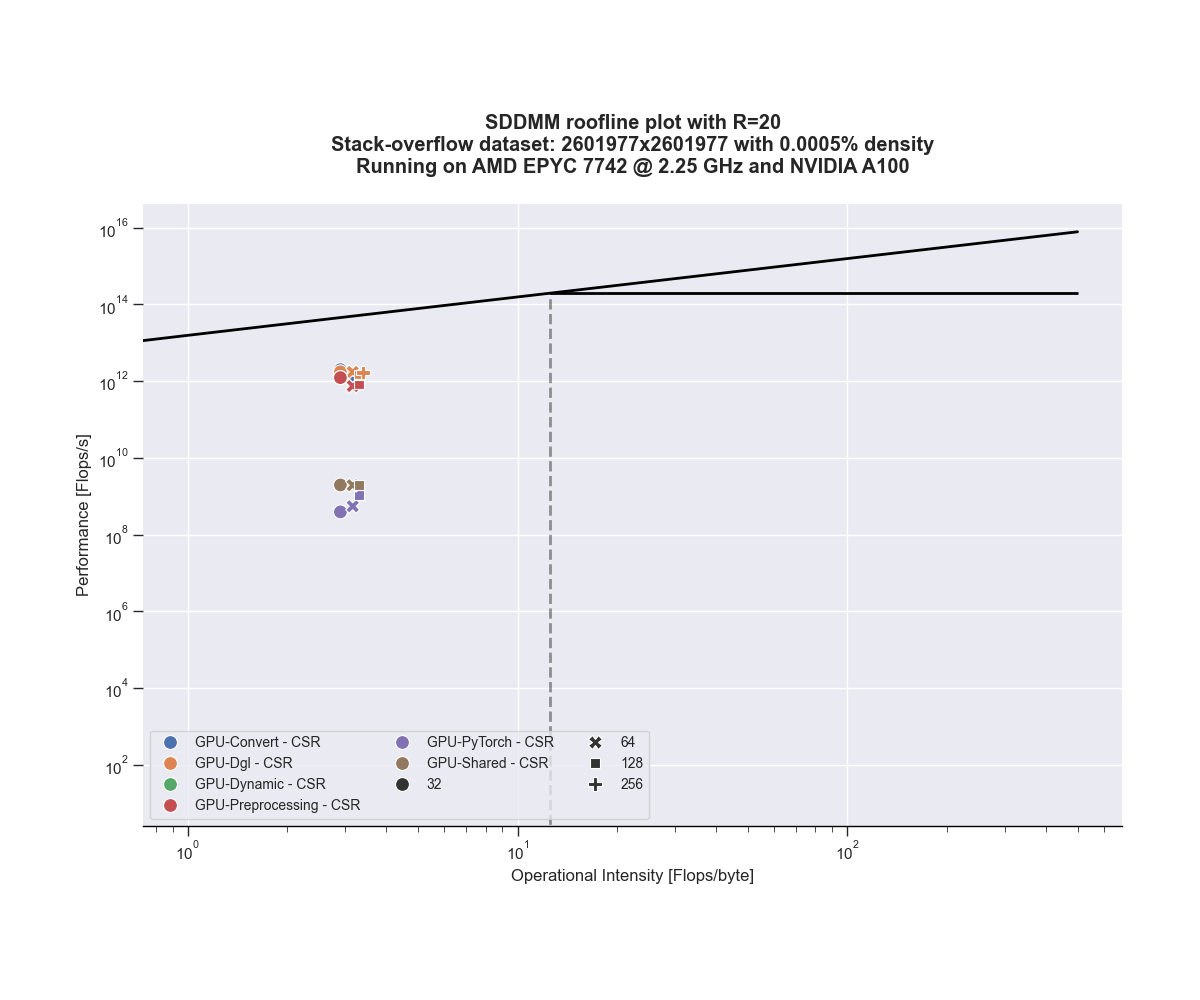 SDDMM roofline plot with R=20
Stack-overflow dataset: 2601977x2601977 with 0.0005% density
Running on AMD EPYC 7742 @ 2.25 GHz and NVIDIA A100
Performance [Flops/s]
10^16
10^14
10^12
10^10
10^8
10^6
10^4
10^2
GPU-Convert - CSR
GPU-Dgl - CSR
GPU-Dynamic - CSR
GPU-Preprocessing - CSR
GPU-PyTorch - CSR
GPU-Shared - CSR
32
64
128
256
10^0 10^1 10^2
Operational Intensity [Flops/byte]